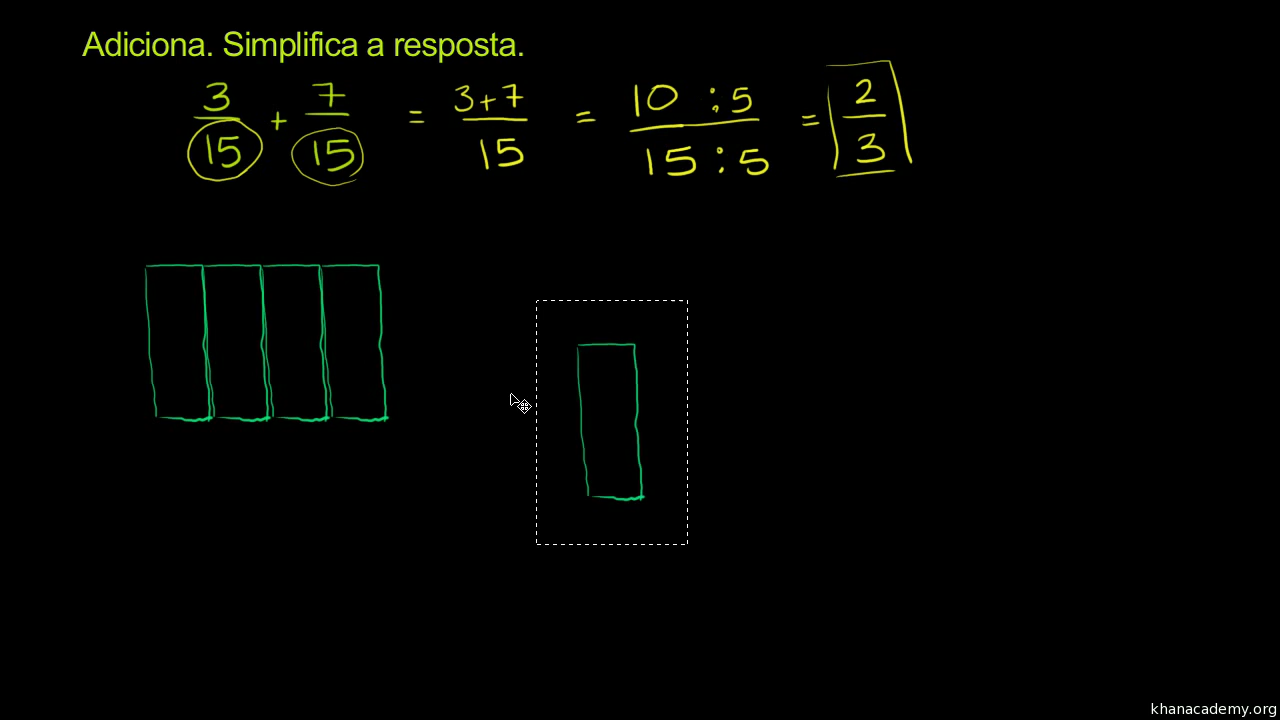 Adiciona. Simplifica a resposta.
3/15 + 7/15 = 3+7/15 = 10 :5/15 :5 = 2/3
khanacademy.org